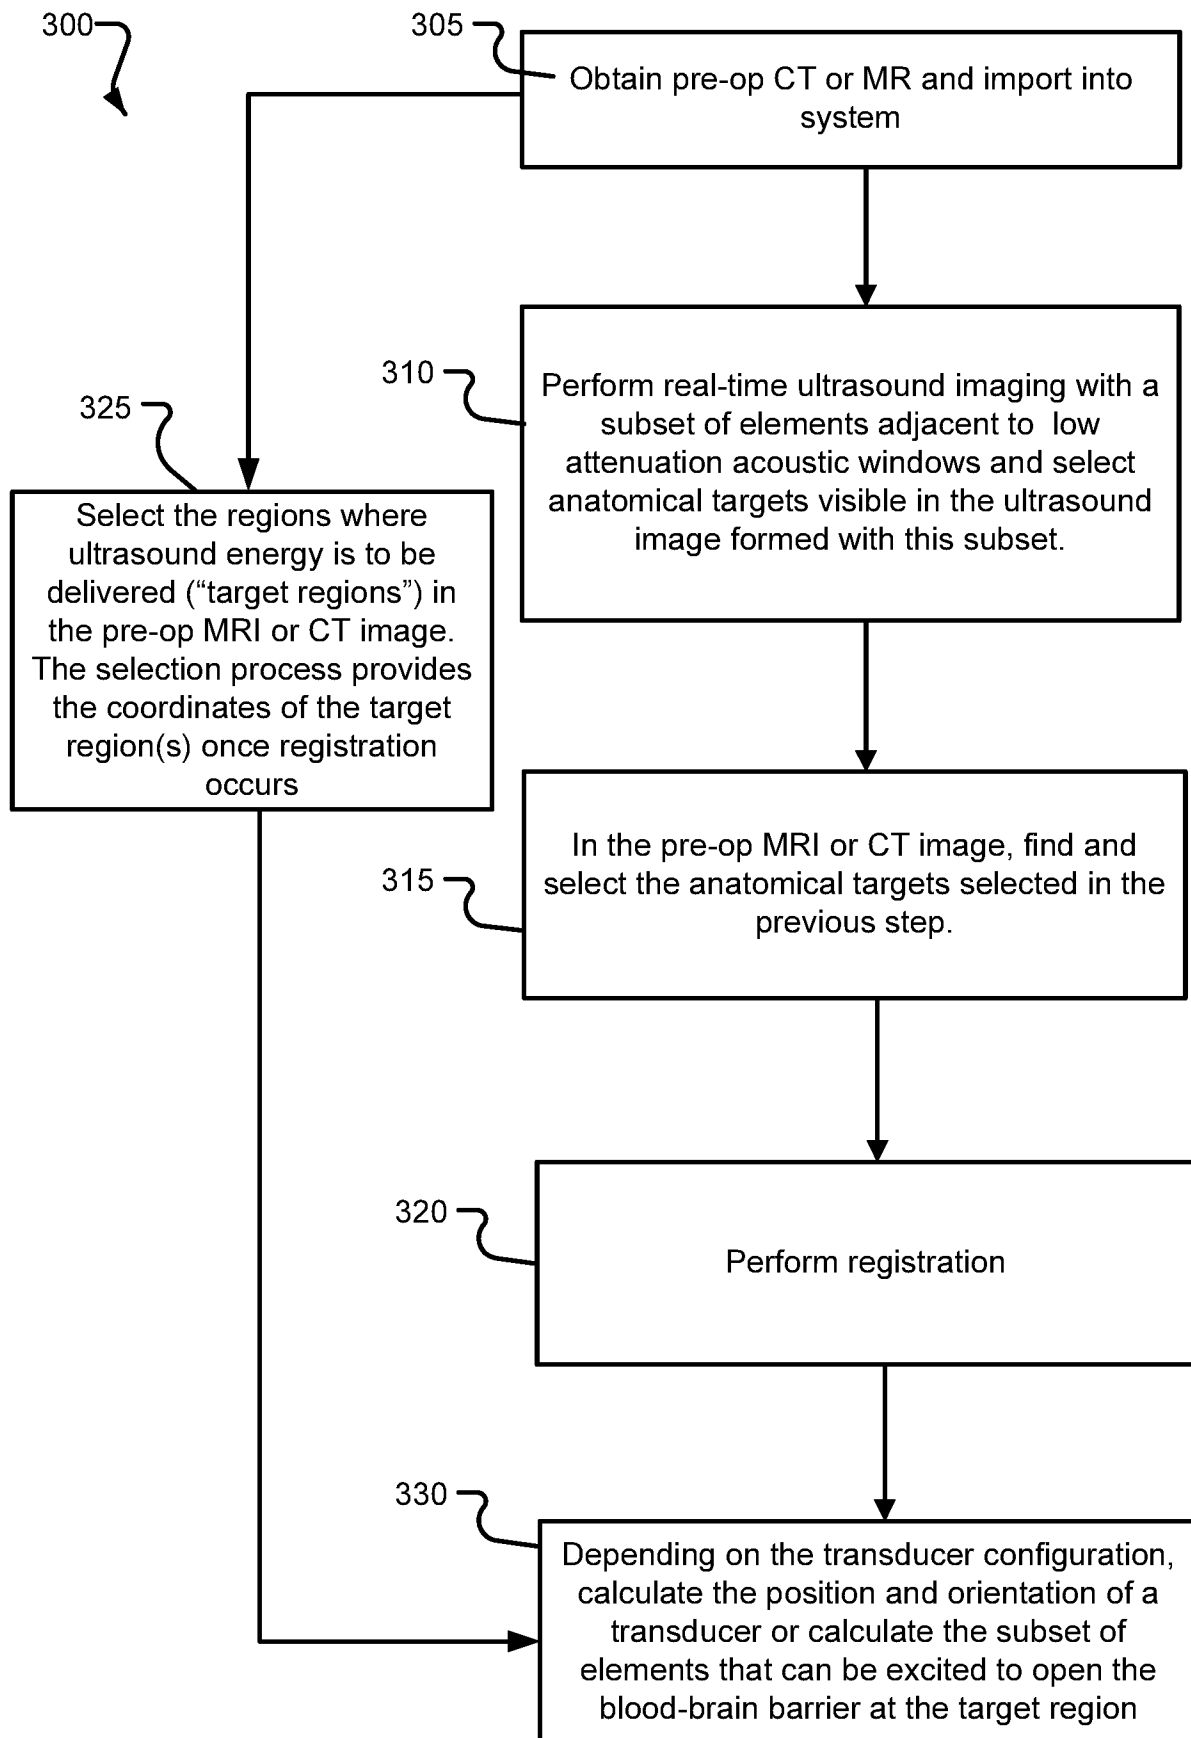 300
305
Obtain pre-op CT or MR and import into
system
310
Perform real-time ultrasound imaging with a
subset of elements adjacent to low
attenuation acoustic windows and select
anatomical targets visible in the ultrasound
image formed with this subset.
325
Select the regions where
ultrasound energy is to be
delivered (“target regions”) in
the pre-op MRI or CT image.
The selection process provides
the coordinates of the target
region(s) once registration
occurs
315
In the pre-op MRI or CT image, find and
select the anatomical targets selected in the
previous step.
320
Perform registration
330
Depending on the transducer configuration,
calculate the position and orientation of a
transducer or calculate the subset of
elements that can be excited to open the
blood-brain barrier at the target region